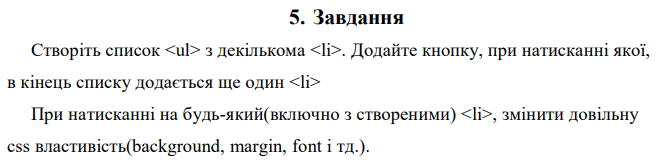 5. Завдання
Створіть список <ul> з декількома <li>. Додайте кнопку, при натисканні якої,
в кінець списку додається ще один <li>
При натисканні на будь-який(включно з створеними) <li>, змінити довільну
css властивість(background, margin, font і тд.).